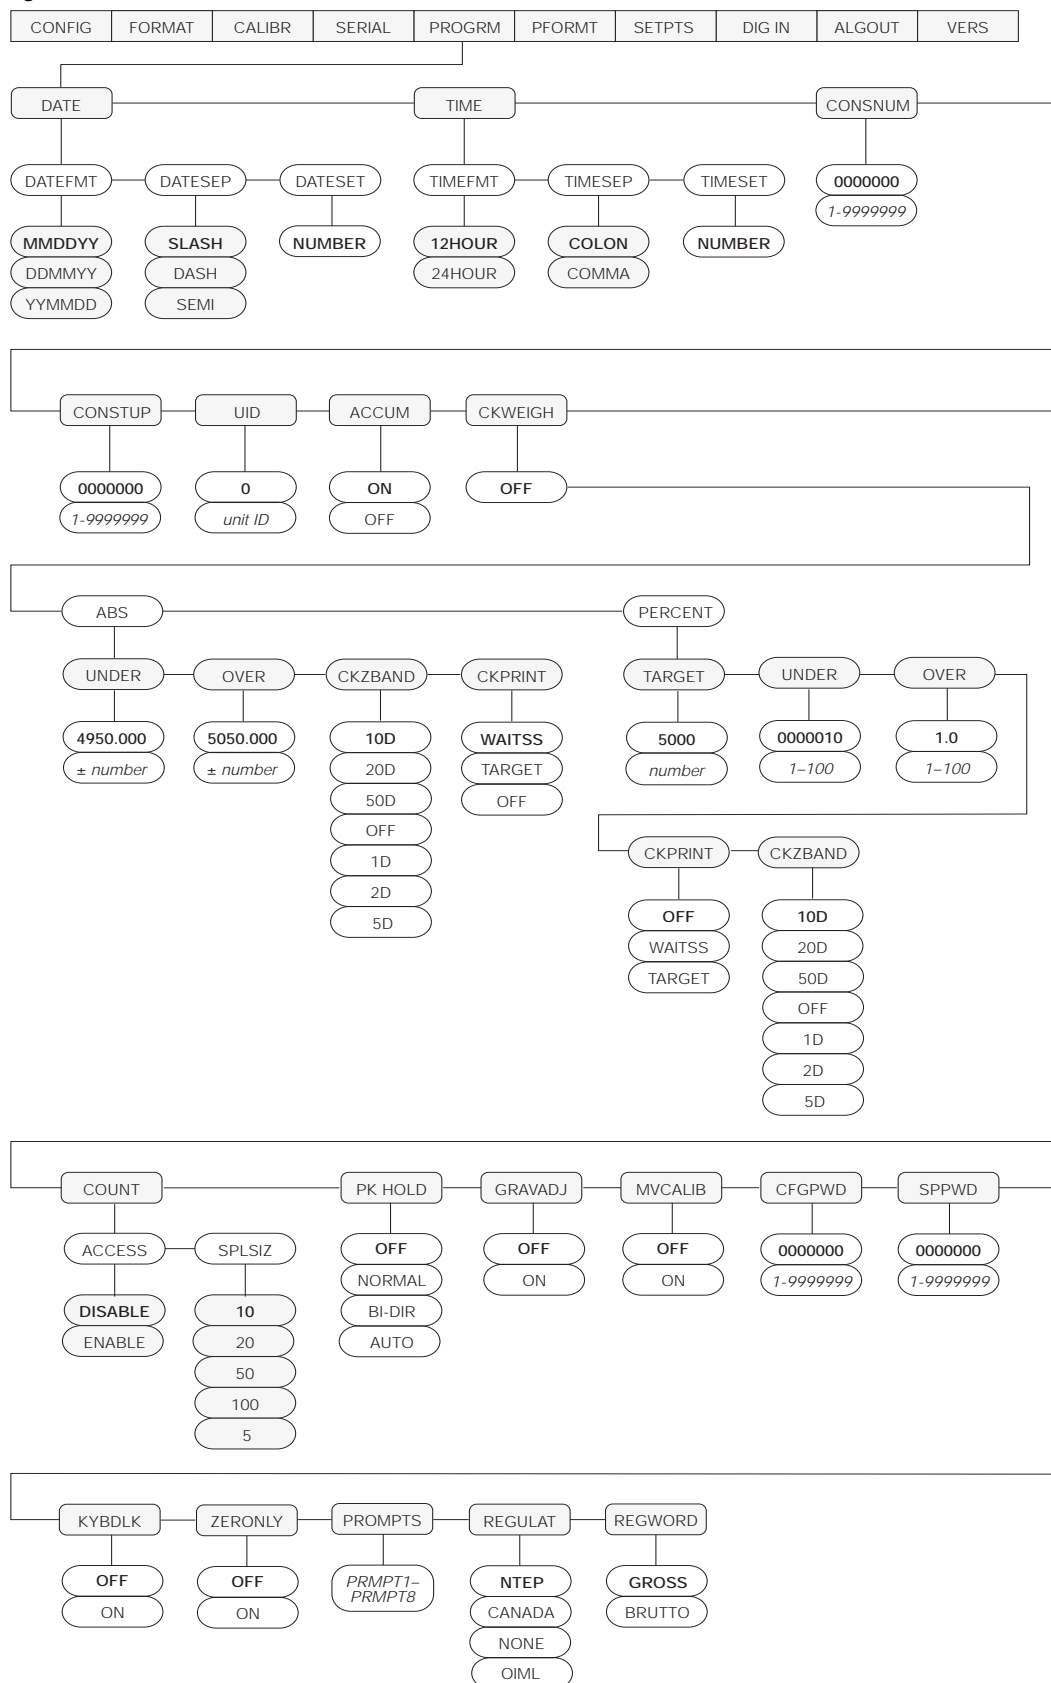 CONFIG FORMAT CALIBR SERIAL PROGRM PFORMT SETPTS DIG IN ALGOUT VERS
DATE TIME CONSNUM
DATEFMT DATESEP DATESET TIMEFMT TIMESEP TIMESET 0000000
1-9999999
MMDDYY SLASH NUMBER 12HOUR COLON NUMBER
DDMMYY DASH 24HOUR COMMA
YYMMDD SEMI
CONSTUP UID ACCUM CKWEIGH
0000000 0 ON OFF
1-9999999 unit ID OFF
ABS PERCENT
UNDER OVER CKZBAND CKPRINT TARGET UNDER OVER
4950.000 5050.000 10D WAITSS 5000 0000010 1.0
± number ± number 20D TARGET number 1–100 1–100
50D OFF
OFF
1D CKPRINT CKZBAND
2D
5D OFF 10D
WAITSS 20D
TARGET 50D
OFF
1D
2D
5D
COUNT PK HOLD GRAVADJ MVCALIB CFGPWD SPPWD
ACCESS SPLSIZ OFF OFF OFF 0000000 0000000
NORMAL ON ON 1-9999999 1-9999999
DISABLE 10 BI-DIR
ENABLE 20 AUTO
50
100
5
KYBDLK ZERONLY PROMPTS REGULAT REGWORD
OFF OFF PRMPT1–
PRMPT8 NTEP GROSS
ON ON CANADA BRUTTO
NONE
OIML